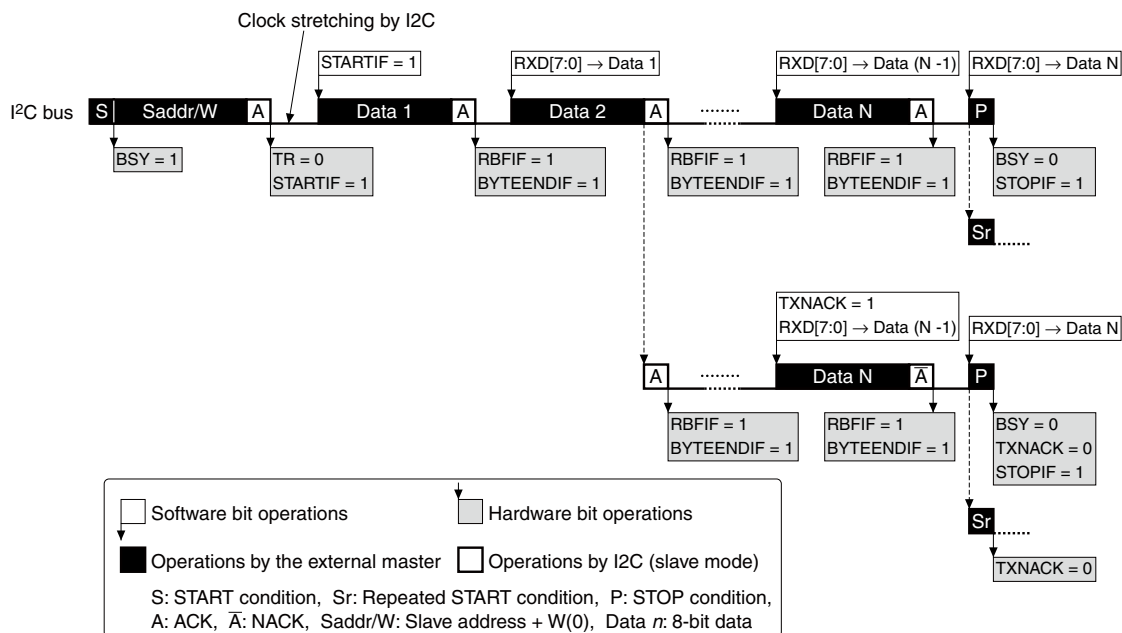 Clock stretching by I2C
STARTIF = 1
RXD[7:0] → Data 1
RXD[7:0] → Data (N -1)
RXD[7:0] → Data N
I²C bus
S Saddr/W A Data 1 A Data 2 A ........ Data N A P
BSY = 1
TR = 0
STARTIF = 1
RBFIF = 1
BYTEENDIF = 1
RBFIF = 1
BYTEENDIF = 1
RBFIF = 1
BYTEENDIF = 1
BSY = 0
STOPIF = 1
Sr
TXNACK = 1
RXD[7:0] → Data (N -1)
RXD[7:0] → Data N
A ........ Data N A̅ P
RBFIF = 1
BYTEENDIF = 1
RBFIF = 1
BYTEENDIF = 1
BSY = 0
TXNACK = 0
STOPIF = 1
Sr
TXNACK = 0
Software bit operations
Hardware bit operations
Operations by the external master
Operations by I2C (slave mode)
S: START condition, Sr: Repeated START condition, P: STOP condition,
A: ACK, A̅: NACK, Saddr/W: Slave address + W(0), Data n: 8-bit data